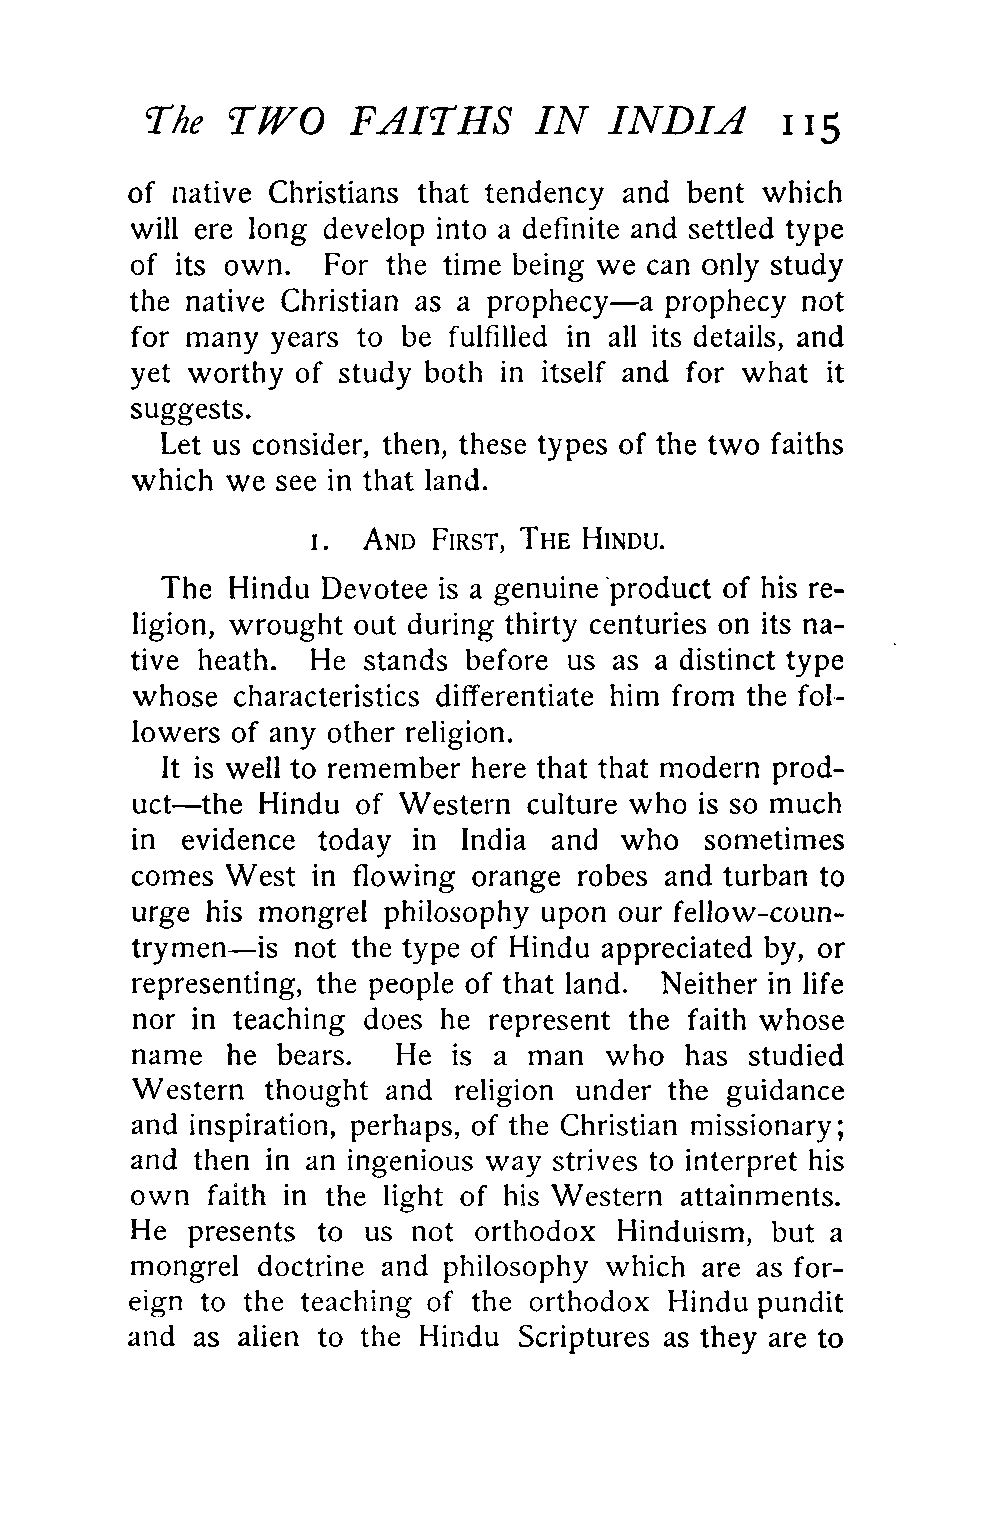 The TWO FAITHS IN INDIA 115
of native Christians that tendency and bent which
will ere long develop into a definite and settled type
of its own. For the time being we can only study
the native Christian as a prophecy—a prophecy not
for many years to be fulfilled in all its details, and
yet worthy of study both in itself and for what it
suggests.
Let us consider, then, these types of the two faiths
which we see in that land.
1. And First, The Hindu.
The Hindu Devotee is a genuine product of his re-
ligion, wrought out during thirty centuries on its na-
tive heath. He stands before us as a distinct type
whose characteristics differentiate him from the fol-
lowers of any other religion.
It is well to remember here that that modern prod-
uct—the Hindu of Western culture who is so much
in evidence today in India and who sometimes
comes West in flowing orange robes and turban to
urge his mongrel philosophy upon our fellow-coun-
trymen—is not the type of Hindu appreciated by, or
representing, the people of that land. Neither in life
nor in teaching does he represent the faith whose
name he bears. He is a man who has studied
Western thought and religion under the guidance
and inspiration, perhaps, of the Christian missionary;
and then in an ingenious way strives to interpret his
own faith in the light of his Western attainments.
He presents to us not orthodox Hinduism, but a
mongrel doctrine and philosophy which are as for-
eign to the teaching of the orthodox Hindu pundit
and as alien to the Hindu Scriptures as they are to